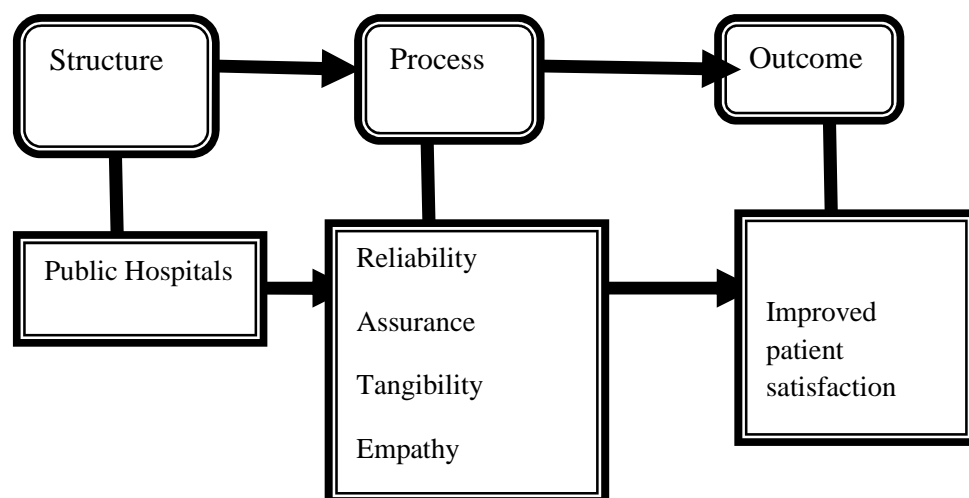 Structure
Process
Outcome
Public Hospitals
Reliability
Assurance
Tangibility
Empathy
Improved
patient
satisfaction